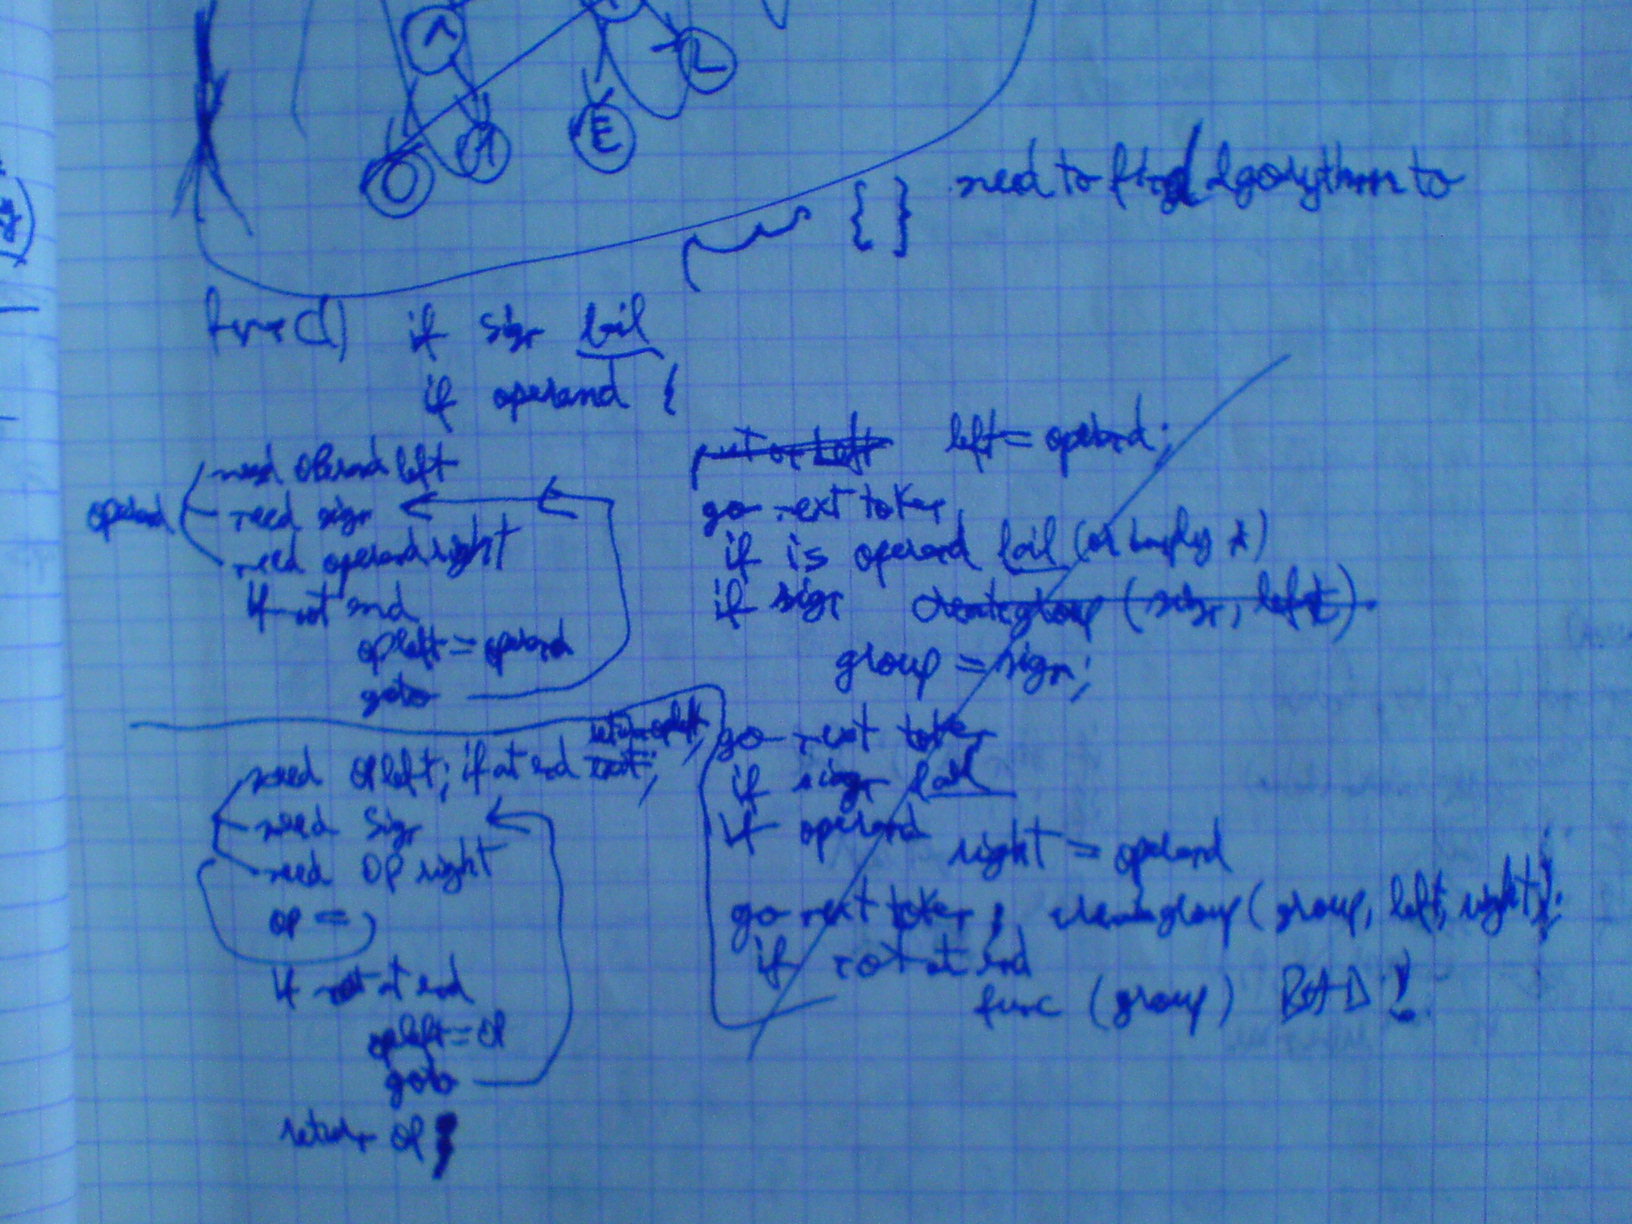 A
L
O
A
E
{ } need to find algorythm to
func() if sign fail
if operand {
need operand left
operand
need sign
need operand right
if not end
opleft = operand
goto
need opleft; if at end return opleft;
need sign
need op right
op =
if not at end
opleft = op
goto
return op;
put or left left = operand;
go next token
if is operand fail (or imply *)
if sign creategroup (sign, left).
group = sign;
go next token
if sign fail
if operand
right = operand
go next token; creategroup (group, left, right);
if not at end
func (group) BAD !